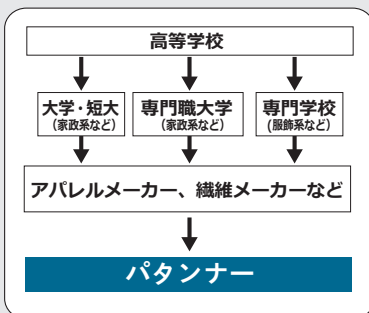 高等学校
大学・短大
（家政系など）
専門職大学
（家政系など）
専門学校
（服飾系など）
アパレルメーカー、繊維メーカーなど
パタンナー